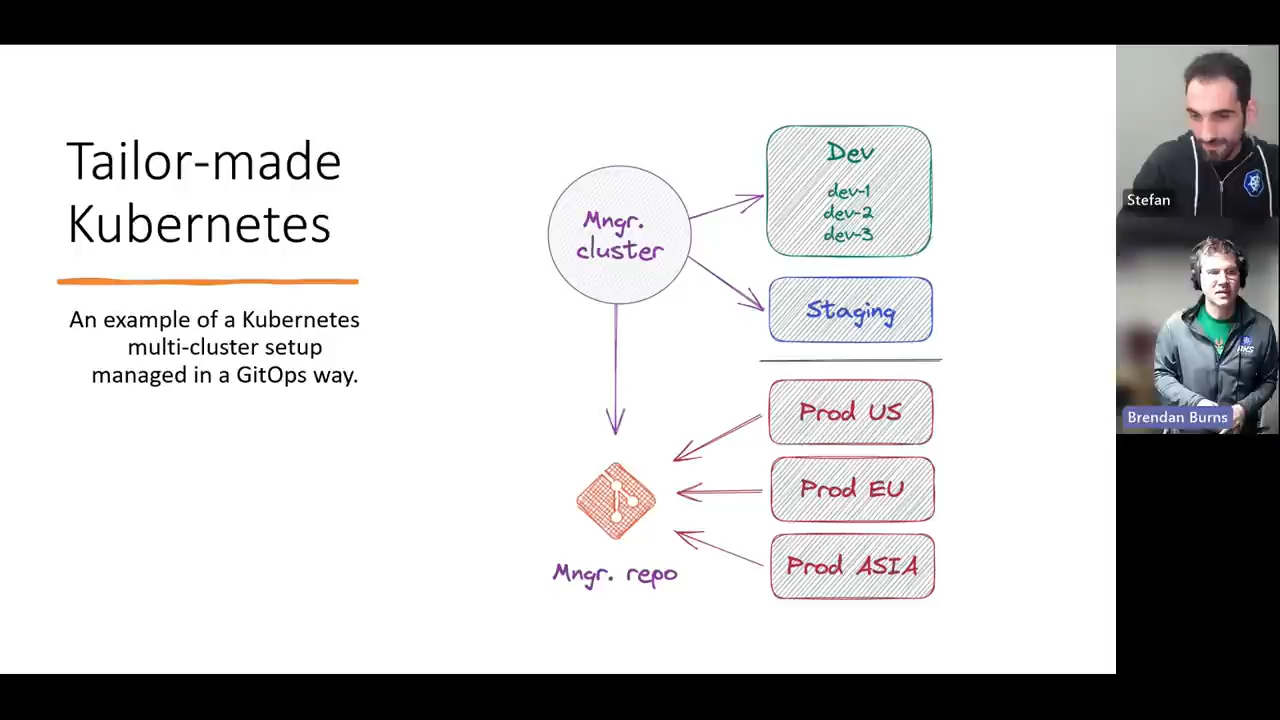 Tailor-made
Kubernetes
An example of a Kubernetes
multi-cluster setup
managed in a GitOps way.
Mngr.
cluster
Dev
dev-1
dev-2
dev-3
Staging
Prod US
Prod EU
Prod ASIA
Mngr. repo
Stefan
AKS
Brendan Burns